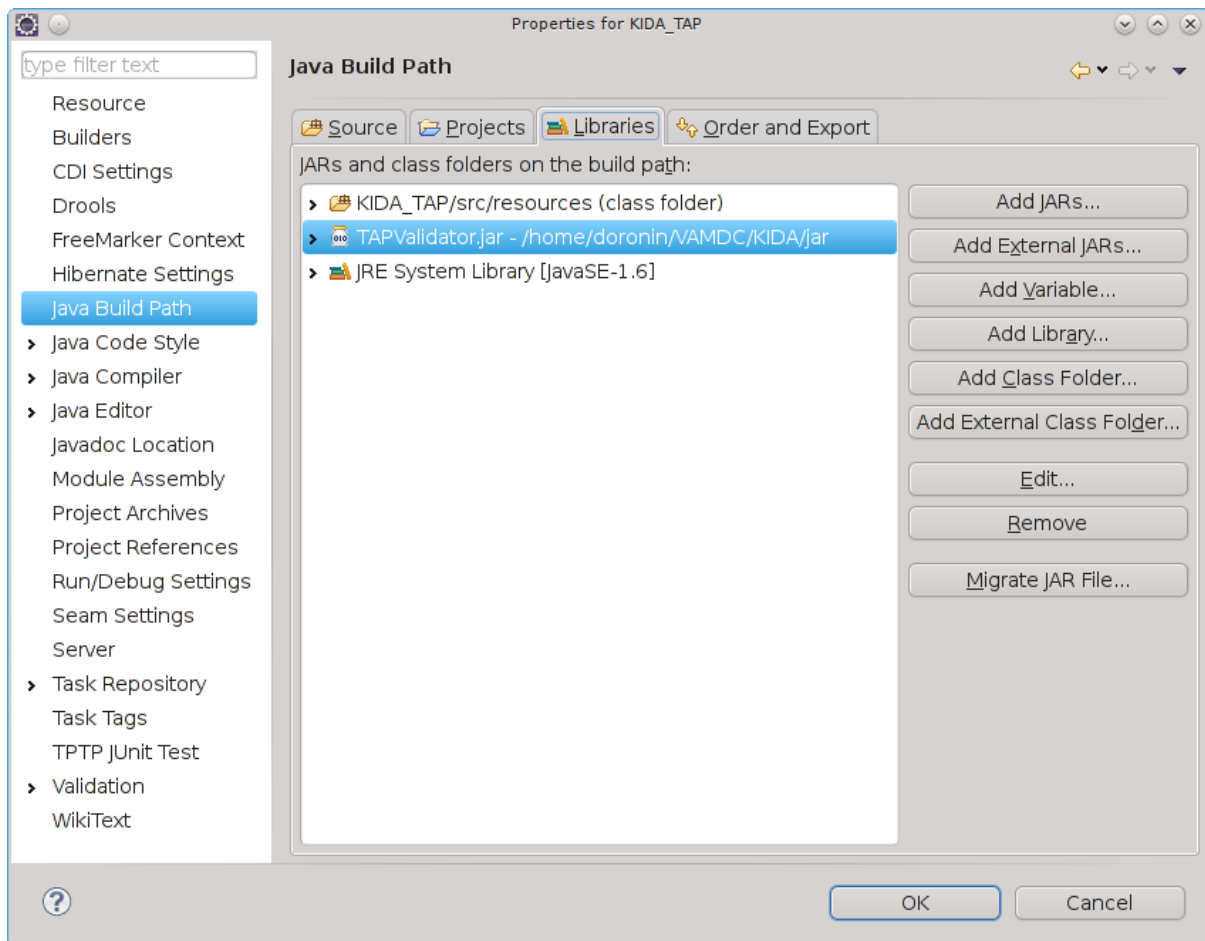 Properties for KIDA_TAP
type filter text
Resource
Builders
CDI Settings
Drools
FreeMarker Context
Hibernate Settings
Java Build Path
Java Code Style
Java Compiler
Java Editor
Javadoc Location
Module Assembly
Project Archives
Project References
Run/Debug Settings
Seam Settings
Server
Task Repository
Task Tags
TPTP JUnit Test
Validation
WikiText
Java Build Path
Source Projects Libraries Order and Export
JARs and class folders on the build path:
KIDA_TAP/src/resources (class folder)
TAPValidator.jar - /home/doronin/VAMDC/KIDA/jar
JRE System Library [JavaSE-1.6]
Add JARs...
Add External JARs...
Add Variable...
Add Library...
Add Class Folder...
Add External Class Folder...
Edit...
Remove
Migrate JAR File...
?
OK Cancel